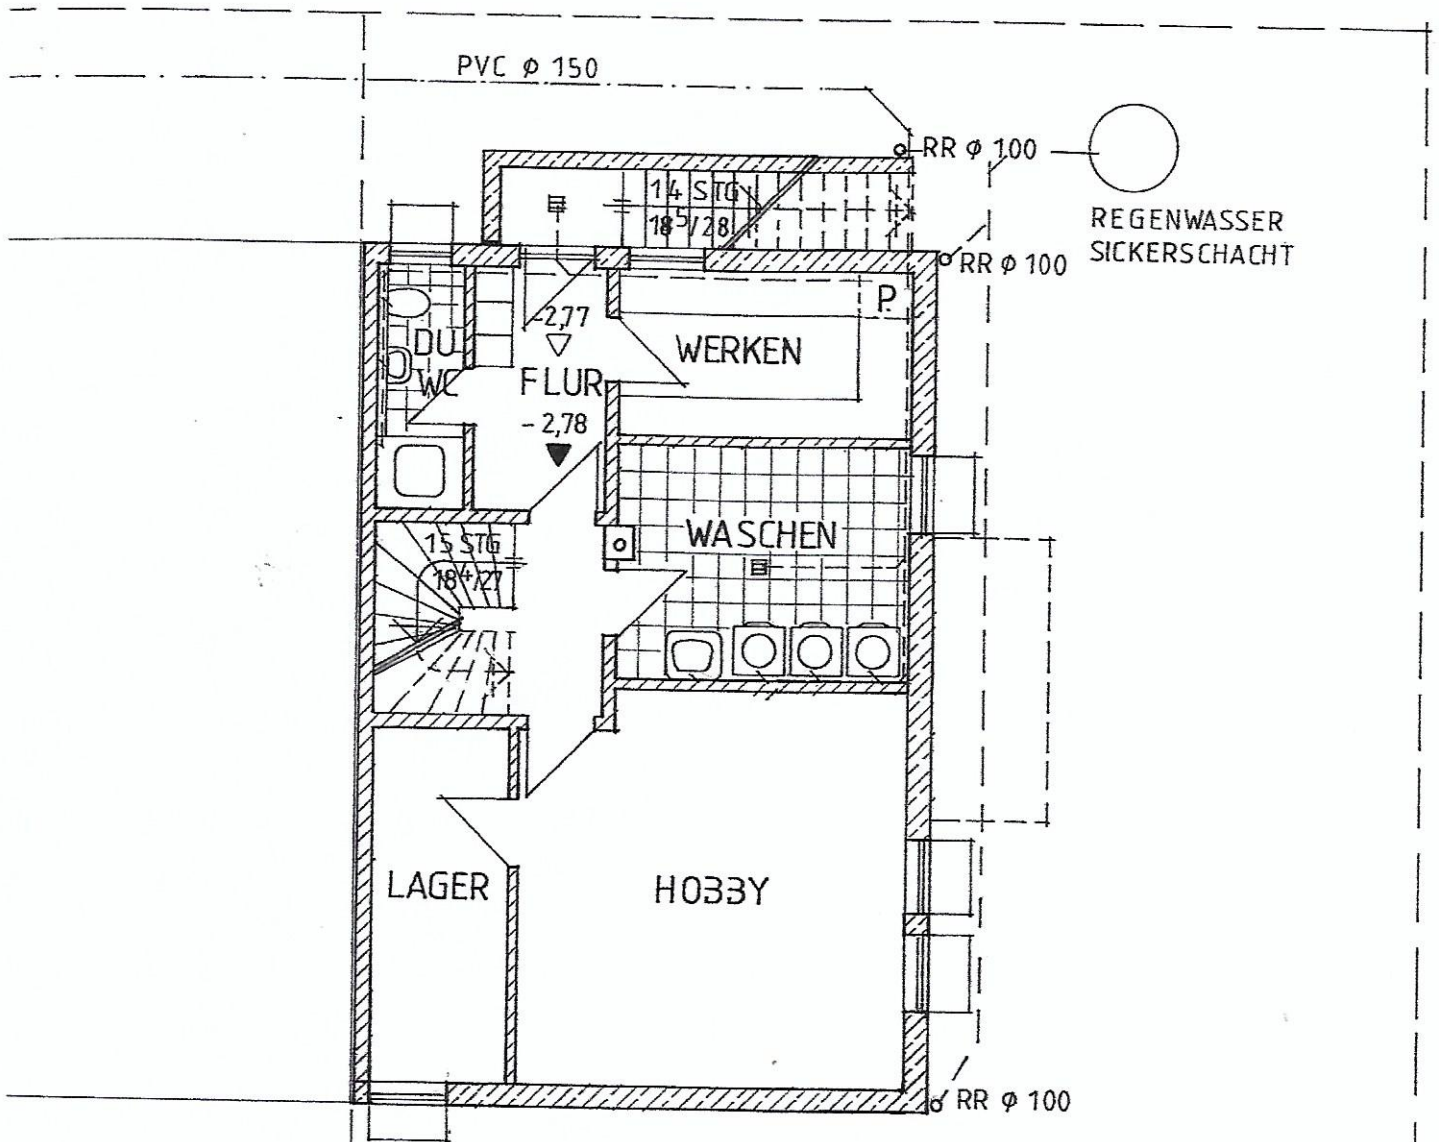 PVC ϕ 150
RR ϕ 100
14 STG
18⁵/28
REGENWASSER
SICKERSCHACHT
RR ϕ 100
P
-2,77
DU
WC
WERKEN
FLUR
- 2,78
WASCHEN
15 STG
18⁴/27
LAGER
HOBBY
RR ϕ 100